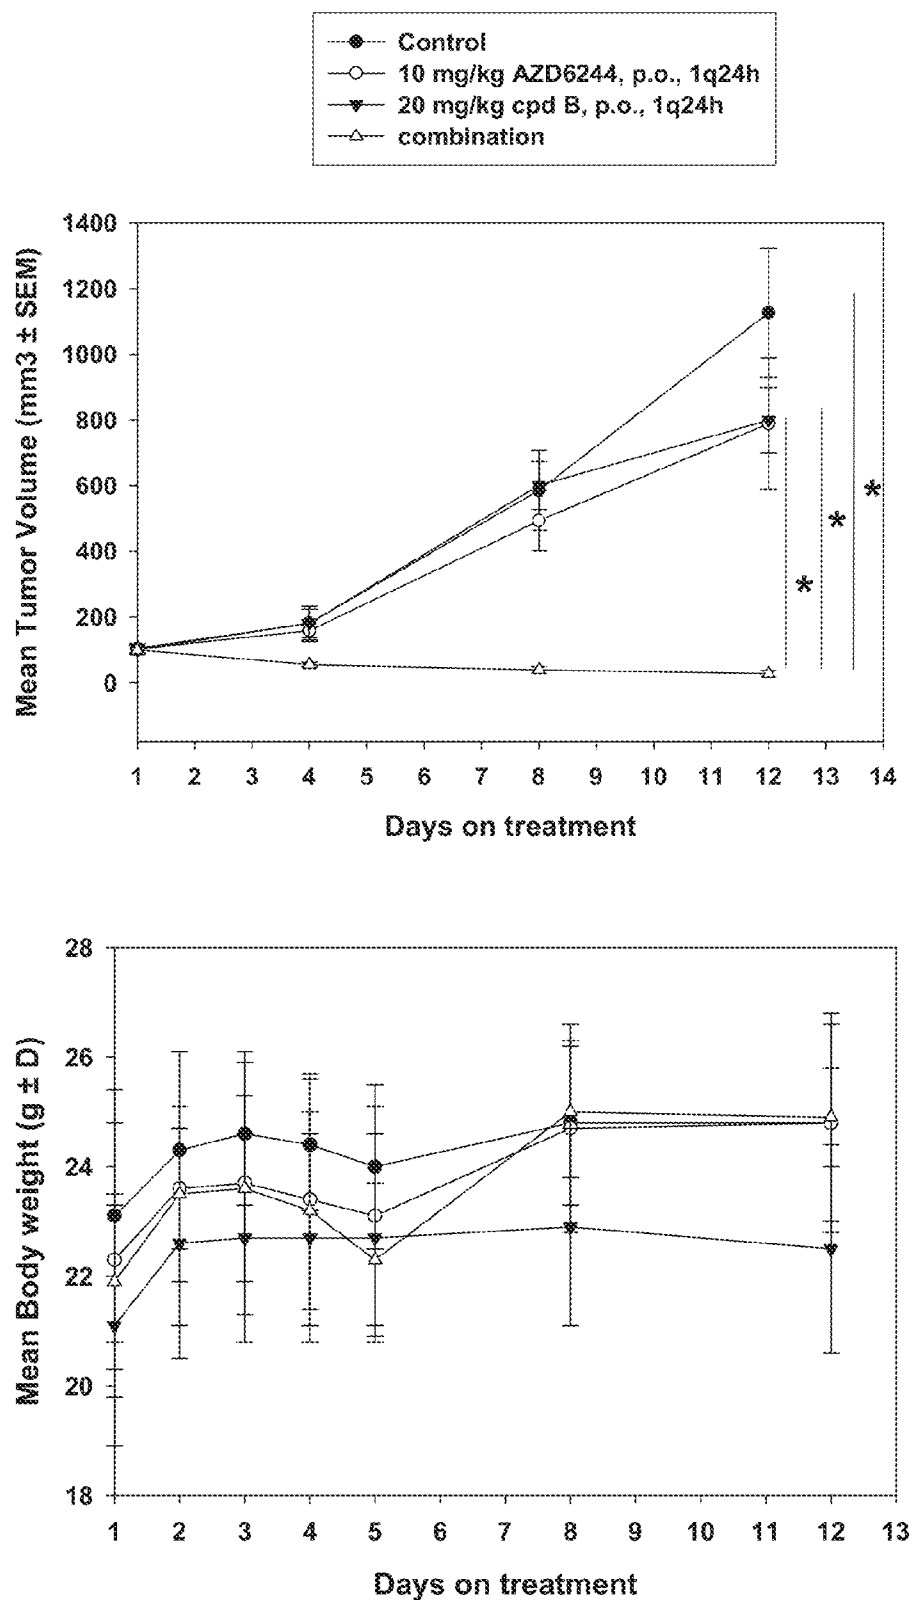 Control
10 mg/kg AZD6244, p.o., 1q24h
20 mg/kg cpd B, p.o., 1q24h
combination
Mean Tumor Volume (mm3 ± SEM)
1400
1200
1000
800
600
400
200
0
*
*
*
1 2 3 4 5 6 7 8 9 10 11 12 13 14
Days on treatment
Mean Body weight (g ± D)
28
26
24
22
20
18
1 2 3 4 5 6 7 8 9 10 11 12 13
Days on treatment